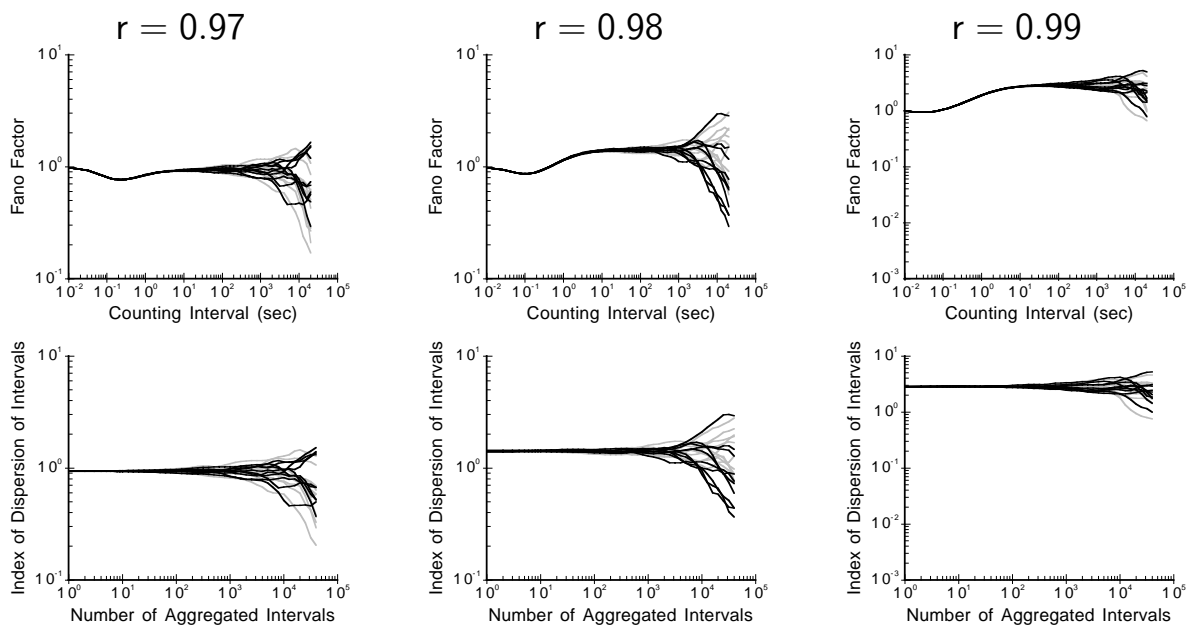 r = 0.97
r = 0.98
r = 0.99
10^1
10^0
10^-1
Fano Factor
10^-2 10^-1 10^0 10^1 10^2 10^3 10^4 10^5
Counting Interval (sec)
10^1
10^0
10^-1
Fano Factor
10^-2 10^-1 10^0 10^1 10^2 10^3 10^4 10^5
Counting Interval (sec)
10^1
10^0
10^-1
10^-2
10^-3
Fano Factor
10^-2 10^-1 10^0 10^1 10^2 10^3 10^4 10^5
Counting Interval (sec)
10^1
10^0
10^-1
Index of Dispersion of Intervals
10^0 10^1 10^2 10^3 10^4 10^5
Number of Aggregated Intervals
10^1
10^0
10^-1
Index of Dispersion of Intervals
10^0 10^1 10^2 10^3 10^4 10^5
Number of Aggregated Intervals
10^1
10^0
10^-1
10^-2
10^-3
Index of Dispersion of Intervals
10^0 10^1 10^2 10^3 10^4 10^5
Number of Aggregated Intervals